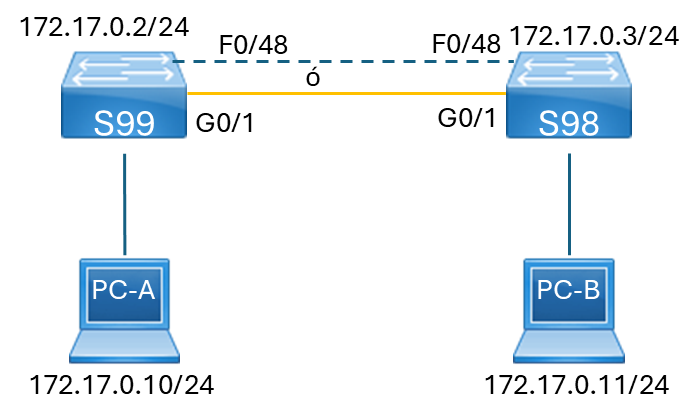 172.17.0.2/24
F0/48
F0/48
172.17.0.3/24
ó
S99
G0/1
G0/1
S98
PC-A
PC-B
172.17.0.10/24
172.17.0.11/24